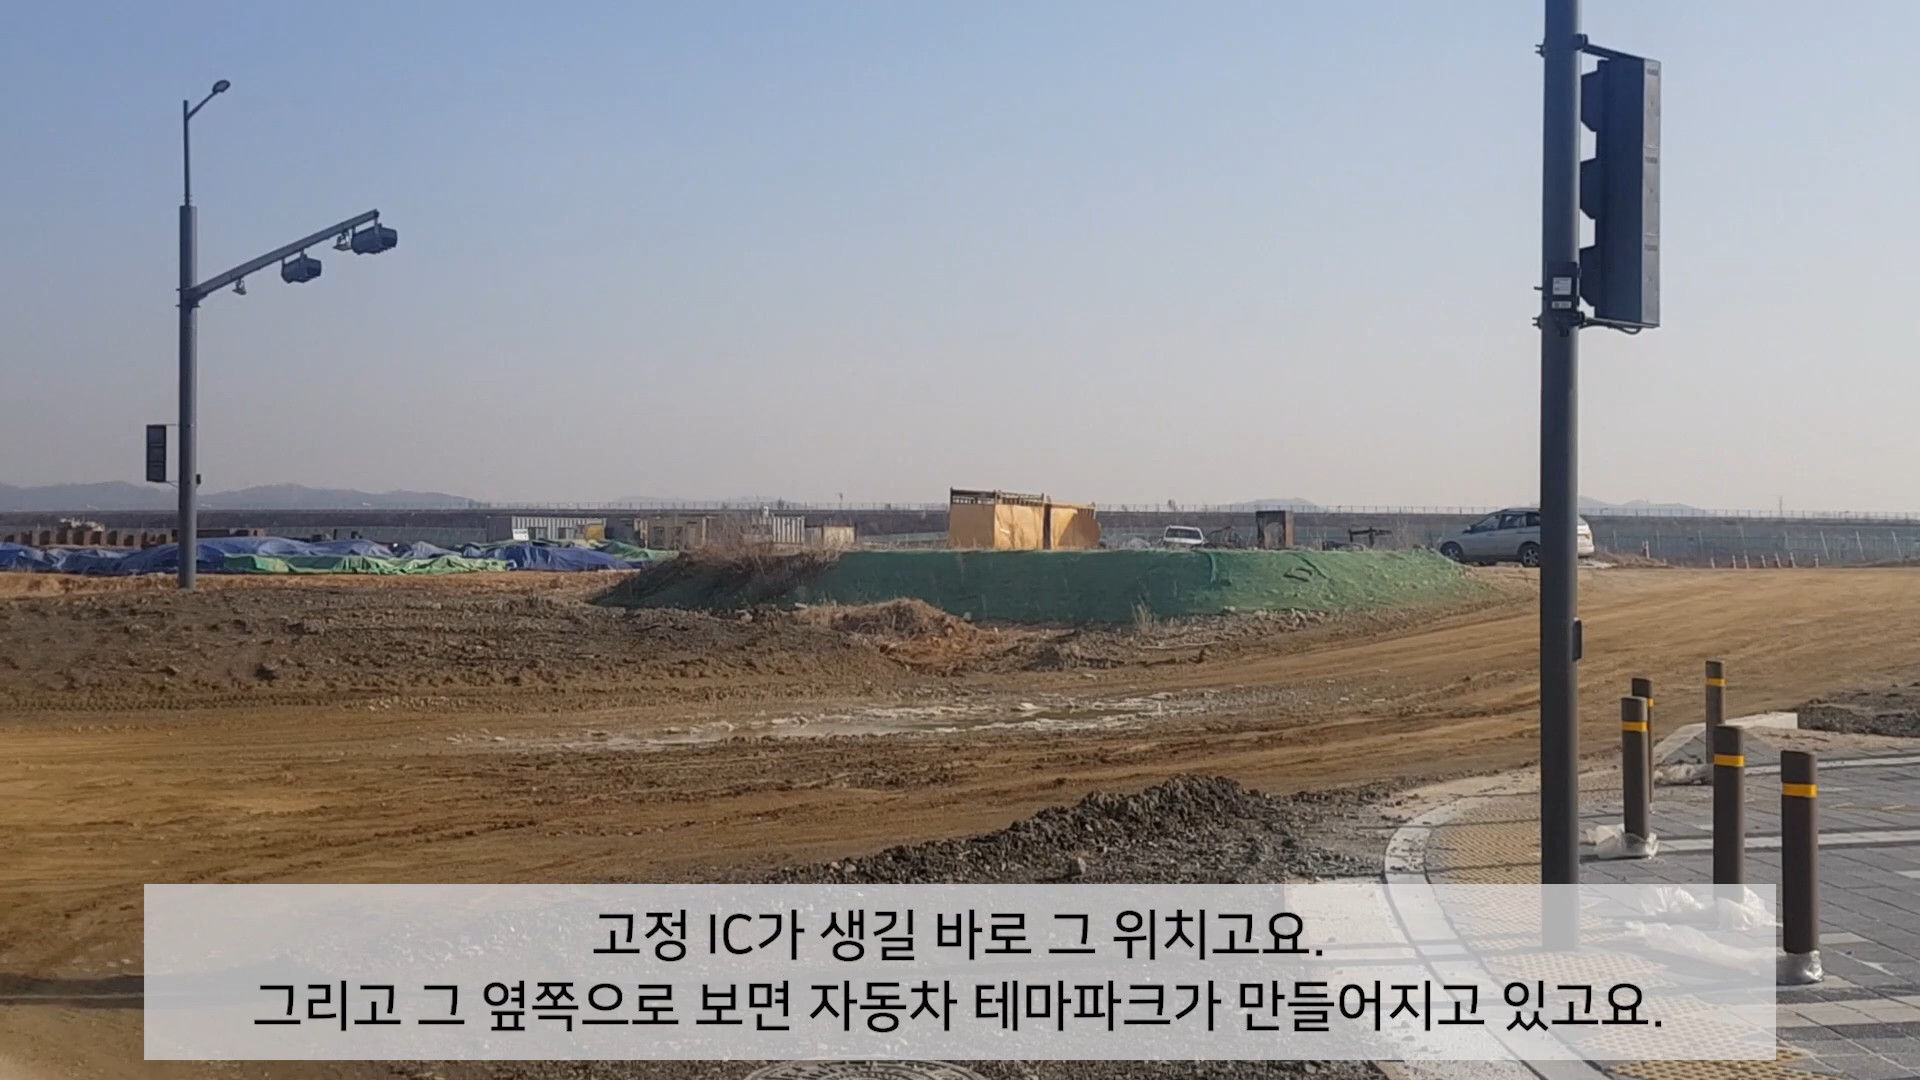 고정 IC가 생길 바로 그 위치고요.
그리고 그 옆쪽으로 보면 자동차 테마파크가 만들어지고 있고요.